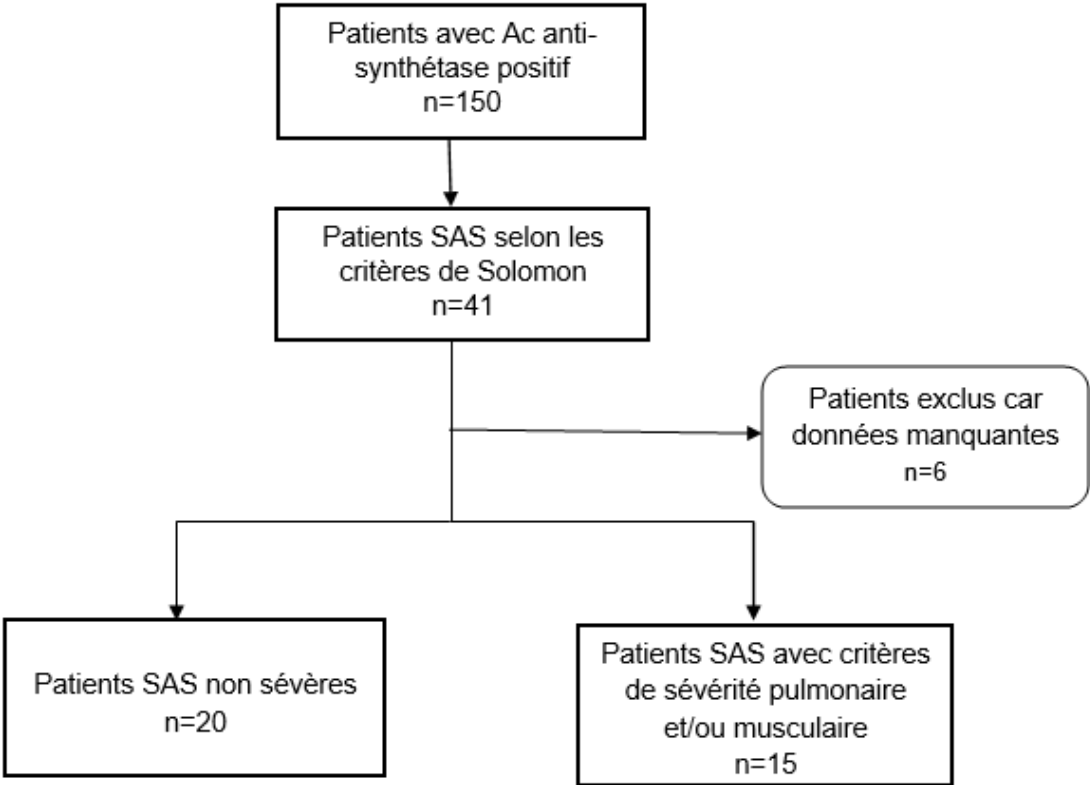 Patients avec Ac anti-
synthétase positif
n=150
Patients SAS selon les
critères de Solomon
n=41
Patients exclus car
données manquantes
n=6
Patients SAS non sévères
n=20
Patients SAS avec critères
de sévérité pulmonaire
et/ou musculaire
n=15